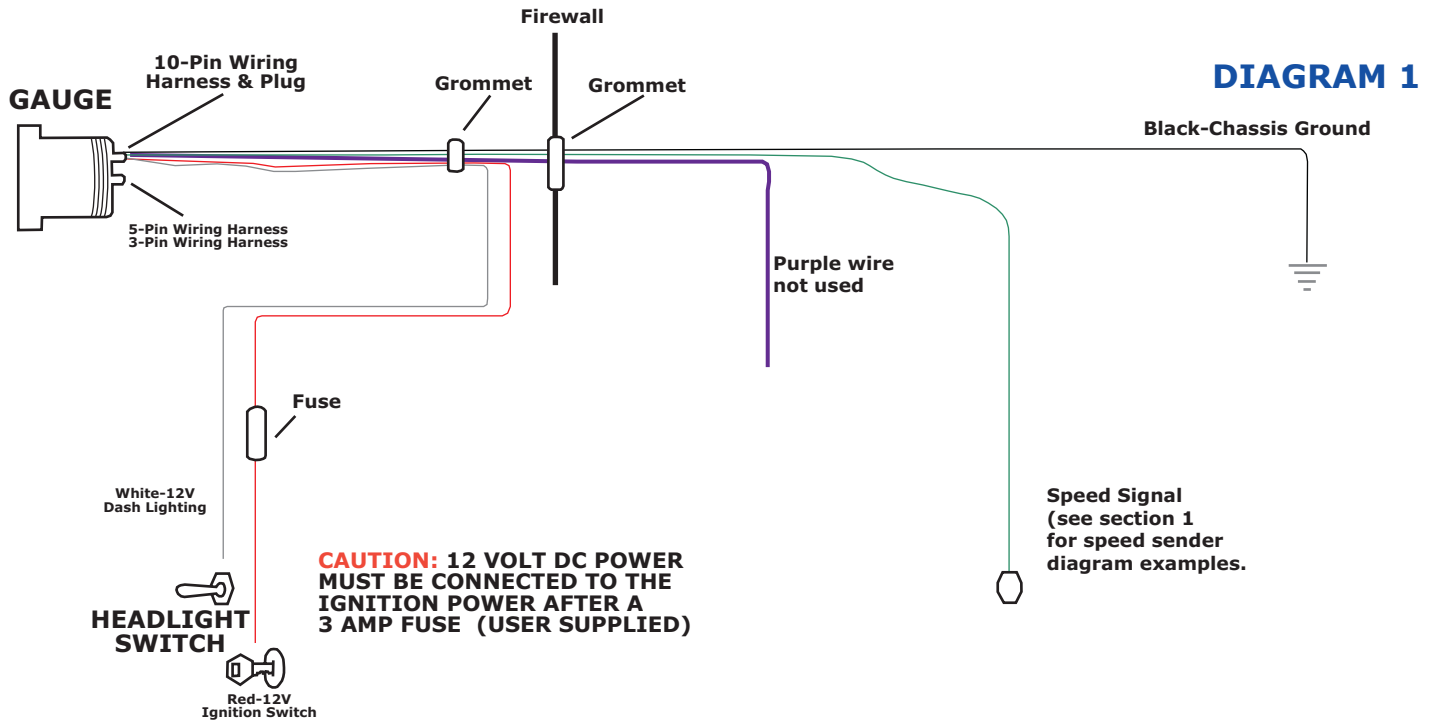 Firewall
10-Pin Wiring
Harness & Plug
Grommet
Grommet
DIAGRAM 1
GAUGE
Black-Chassis Ground
5-Pin Wiring Harness
3-Pin Wiring Harness
Purple wire
not used
Fuse
White-12V
Dash Lighting
Speed Signal
(see section 1
for speed sender
diagram examples.
CAUTION: 12 VOLT DC POWER
MUST BE CONNECTED TO THE
IGNITION POWER AFTER A
3 AMP FUSE (USER SUPPLIED)
HEADLIGHT
SWITCH
Red-12V
Ignition Switch